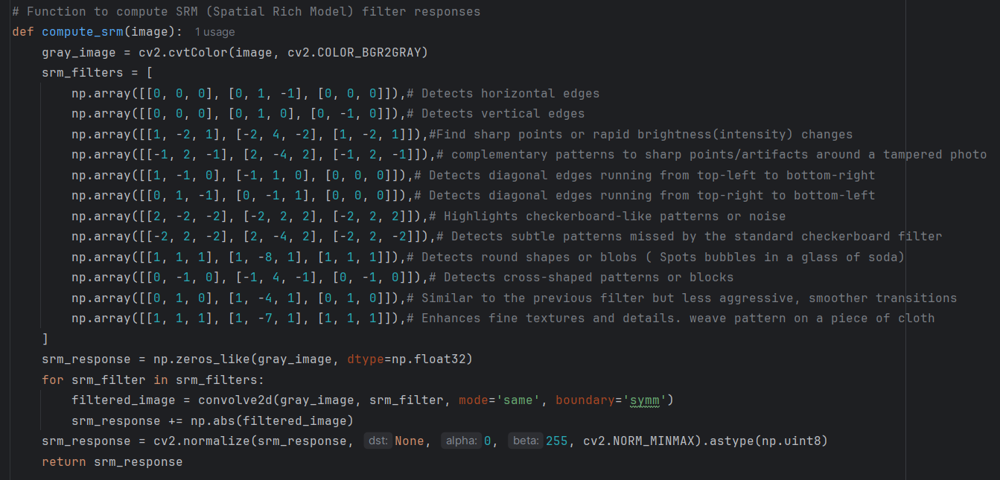 # Function to compute SRM (Spatial Rich Model) filter responses
def compute_srm(image):  1 usage
    gray_image = cv2.cvtColor(image, cv2.COLOR_BGR2GRAY)
    srm_filters = [
        np.array([[0, 0, 0], [0, 1, -1], [0, 0, 0]]),# Detects horizontal edges
        np.array([[0, 0, 0], [0, 1, 0], [0, -1, 0]]),# Detects vertical edges
        np.array([[1, -2, 1], [-2, 4, -2], [1, -2, 1]]),#Find sharp points or rapid brightness(intensity) changes
        np.array([[-1, 2, -1], [2, -4, 2], [-1, 2, -1]]),# complementary patterns to sharp points/artifacts around a tampered photo
        np.array([[1, -1, 0], [-1, 1, 0], [0, 0, 0]]),# Detects diagonal edges running from top-left to bottom-right
        np.array([[0, 1, -1], [0, -1, 1], [0, 0, 0]]),# Detects diagonal edges running from top-right to bottom-left
        np.array([[2, -2, -2], [-2, 2, 2], [-2, 2, 2]]),# Highlights checkerboard-like patterns or noise
        np.array([[-2, 2, -2], [2, -4, 2], [-2, 2, -2]]),# Detects subtle patterns missed by the standard checkerboard filter
        np.array([[1, 1, 1], [1, -8, 1], [1, 1, 1]]),# Detects round shapes or blobs ( Spots bubbles in a glass of soda)
        np.array([[0, -1, 0], [-1, 4, -1], [0, -1, 0]]),# Detects cross-shaped patterns or blocks
        np.array([[0, 1, 0], [1, -4, 1], [0, 1, 0]]),# Similar to the previous filter but less aggressive, smoother transitions
        np.array([[1, 1, 1], [1, -7, 1], [1, 1, 1]]),# Enhances fine textures and details. weave pattern on a piece of cloth
    ]
    srm_response = np.zeros_like(gray_image, dtype=np.float32)
    for srm_filter in srm_filters:
        filtered_image = convolve2d(gray_image, srm_filter, mode='same', boundary='symm')
        srm_response += np.abs(filtered_image)
    srm_response = cv2.normalize(srm_response, dst: None, alpha: 0, beta: 255, cv2.NORM_MINMAX).astype(np.uint8)
    return srm_response